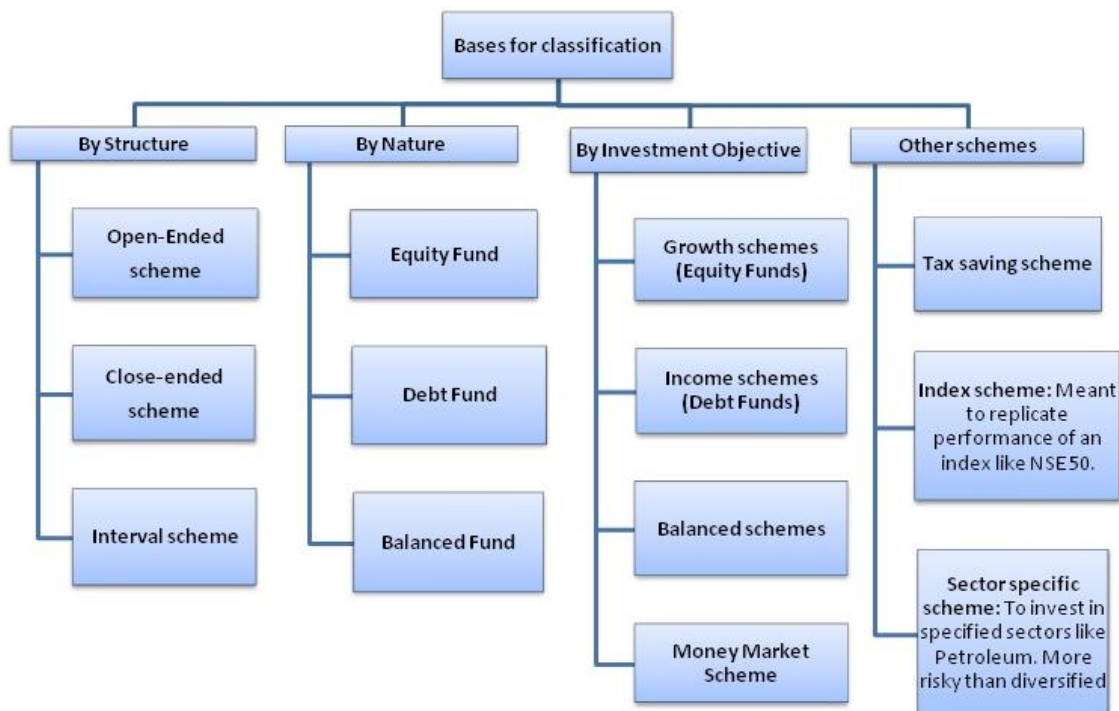 Bases for classification
By Structure
By Nature
By Investment Objective
Other schemes
Open-Ended
scheme
Close-ended
scheme
Interval scheme
Equity Fund
Debt Fund
Balanced Fund
Growth schemes
(Equity Funds)
Income schemes
(Debt Funds)
Balanced schemes
Money Market
Scheme
Tax saving scheme
Index scheme: Meant
to replicate
performance of an
index like NSE50.
Sector specific
scheme: To invest in
specified sectors like
Petroleum. More
risky than diversified